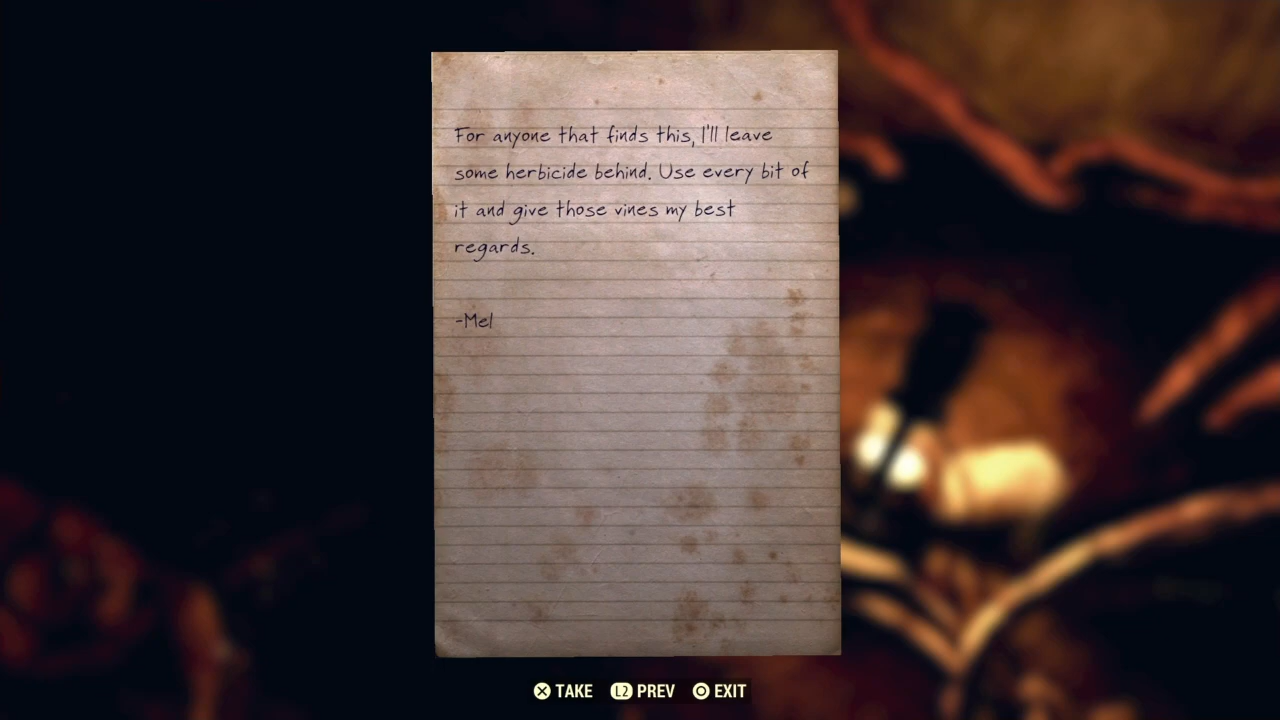 For anyone that finds this, I'll leave
some herbicide behind. Use every bit of
it and give those vines my best
regards.
-Mel
TAKE L2 PREV EXIT